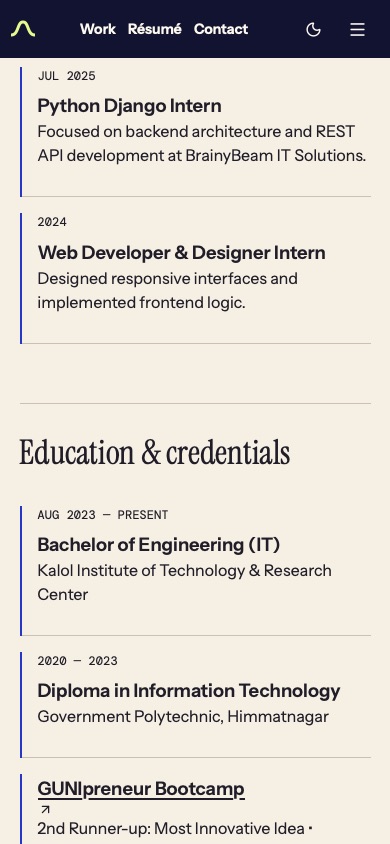 Work Résumé Contact
JUL 2025
Python Django Intern
Focused on backend architecture and REST
API development at BrainyBeam IT Solutions.
2024
Web Developer & Designer Intern
Designed responsive interfaces and
implemented frontend logic.
Education & credentials
AUG 2023 — PRESENT
Bachelor of Engineering (IT)
Kalol Institute of Technology & Research
Center
2020 — 2023
Diploma in Information Technology
Government Polytechnic, Himmatnagar
GUNIpreneur Bootcamp
2nd Runner-up: Most Innovative Idea •